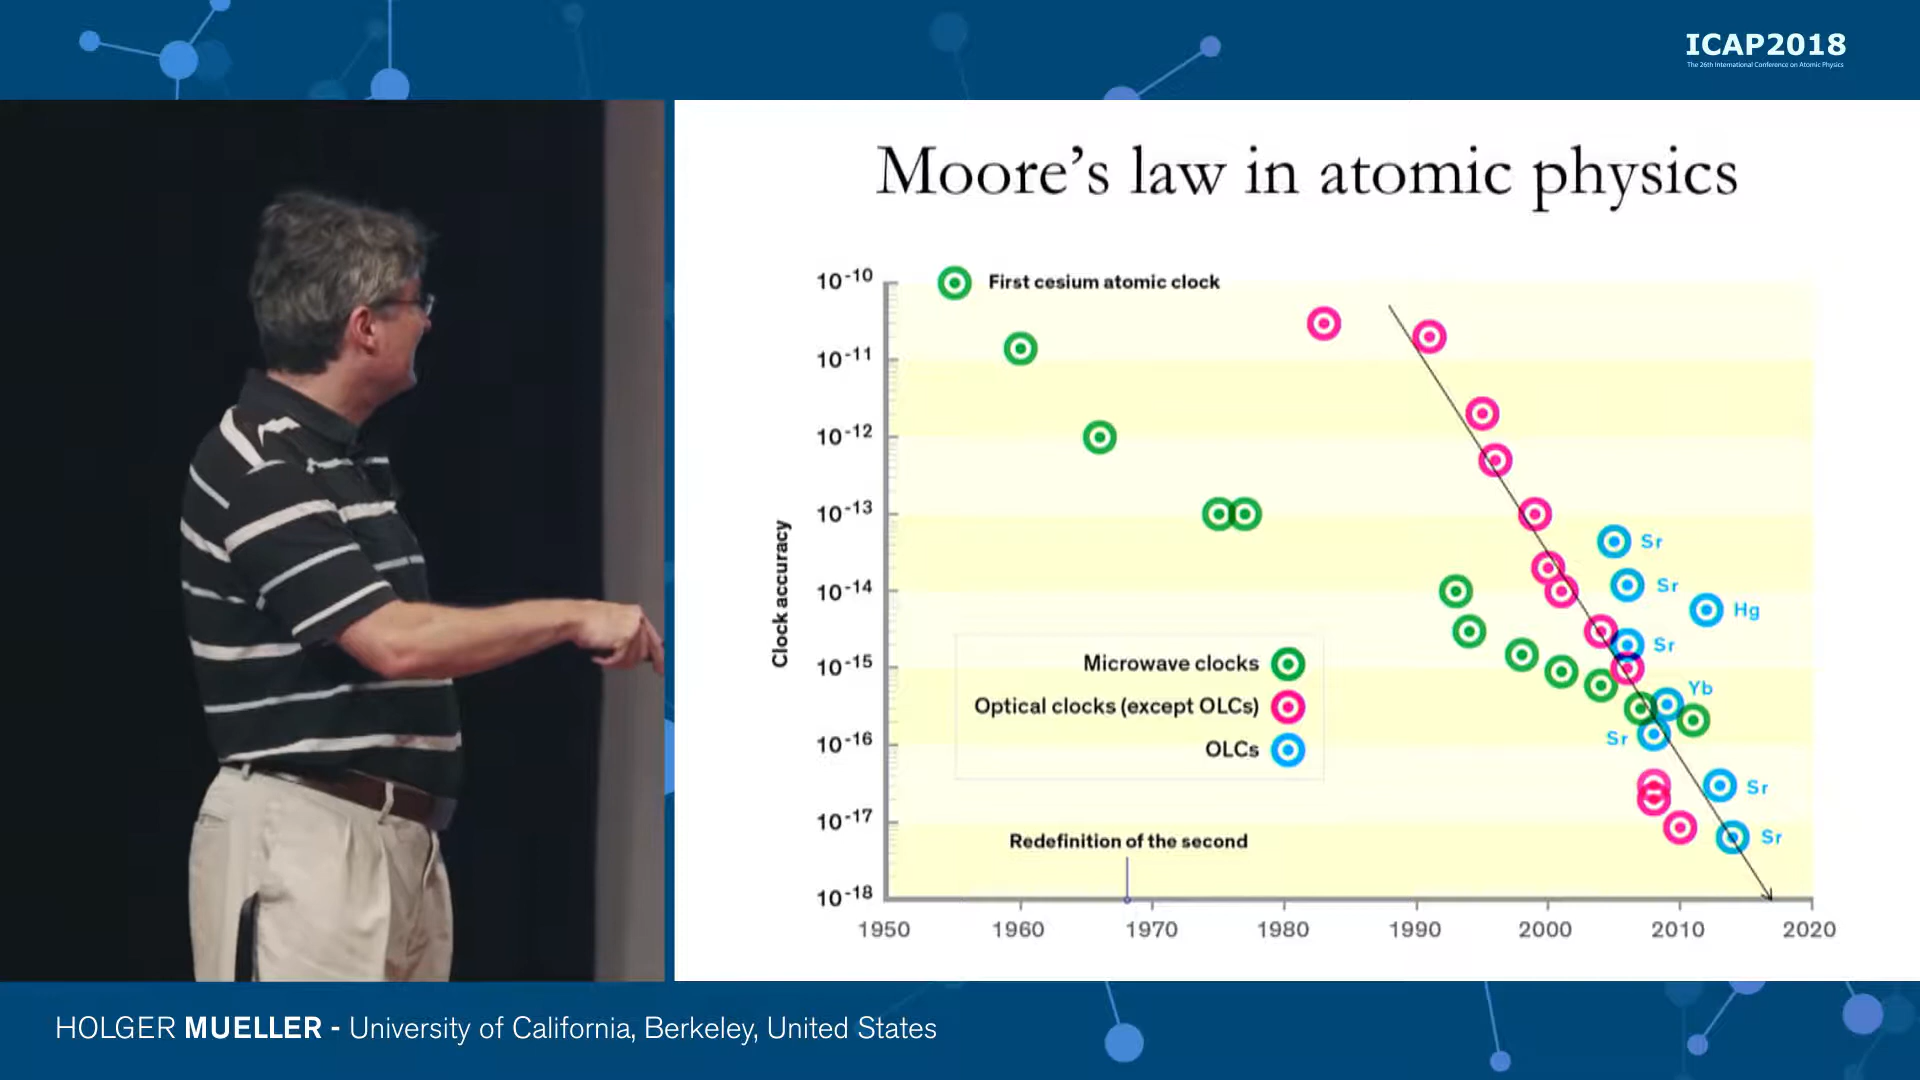 ICAP2018
The 26th International Conference on Atomic Physics
Moore's law in atomic physics
10-10
First cesium atomic clock
10-11
10-12
10-13
Sr
10-14
Sr
Hg
Clock accuracy
Sr
Microwave clocks
10-15
Yb
Optical clocks (except OLCs)
10-16
Sr
OLCs
Sr
10-17
Redefinition of the second
Sr
10-18
1950 1960 1970 1980 1990 2000 2010 2020
HOLGER MUELLER - University of California, Berkeley, United States